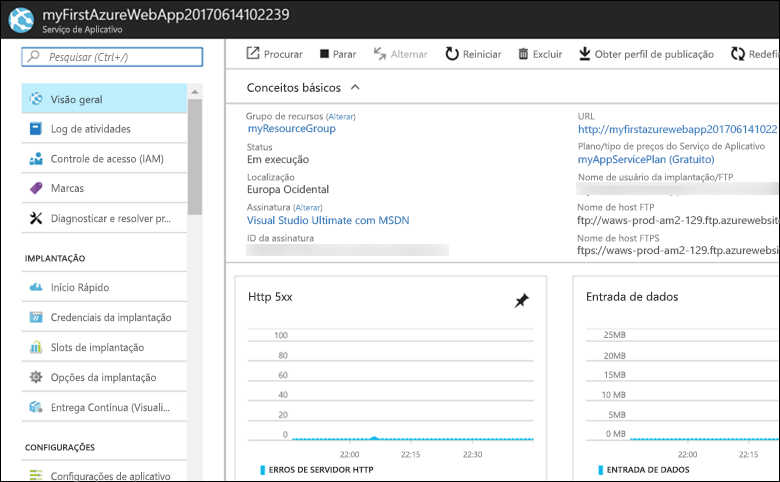 myFirstAzureWebApp20170614102239
Serviço de Aplicativo
Pesquisar (Ctrl+/)
Visão geral
Log de atividades
Controle de acesso (IAM)
Marcas
Diagnosticar e resolver pr...
IMPLANTAÇÃO
Início Rápido
Credenciais da implantação
Slots de implantação
Opções da implantação
Entrega Contínua (Visuali...
CONFIGURAÇÕES
Configurações de aplicativo
Procurar Parar Alternar Reiniciar Excluir Obter perfil de publicação Redefi
Conceitos básicos
Grupo de recursos (Alterar)
myResourceGroup
Status
Em execução
Localização
Europa Ocidental
Assinatura (Alterar)
Visual Studio Ultimate com MSDN
ID da assinatura
URL
http://myfirstazurewebapp201706141022
Plano/tipo de preços do Serviço de Aplicativo
myAppServicePlan (Gratuito)
Nome de usuário da implantação/FTP
Nome de host FTP
ftp://waws-prod-am2-129.ftp.azurewebsit
Nome de host FTPS
ftps://waws-prod-am2-129.ftp.azurewebsi
Http 5xx
100
80
60
40
20
0
22:00 22:15 22:30
ERROS DE SERVIDOR HTTP
Entrada de dados
25MB
20MB
15MB
10 MB
5MB
0 MB
22:00 22:15
ENTRADA DE DADOS